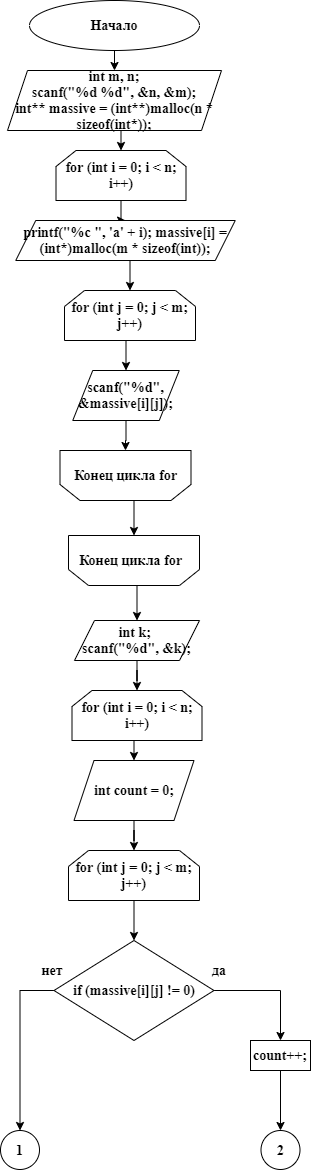 Начало
int m, n;
scanf("%d %d", &n, &m);
int** massive = (int**)malloc(n *
sizeof(int*));
for (int i = 0; i < n;
i++)
printf("%c ", 'a' + i); massive[i] =
(int*)malloc(m * sizeof(int));
for (int j = 0; j < m;
j++)
scanf("%d",
&massive[i][j]);
Конец цикла for
Конец цикла for
int k;
scanf("%d", &k);
for (int i = 0; i < n;
i++)
int count = 0;
for (int j = 0; j < m;
j++)
нет
да
if (massive[i][j] != 0)
count++;
1
2